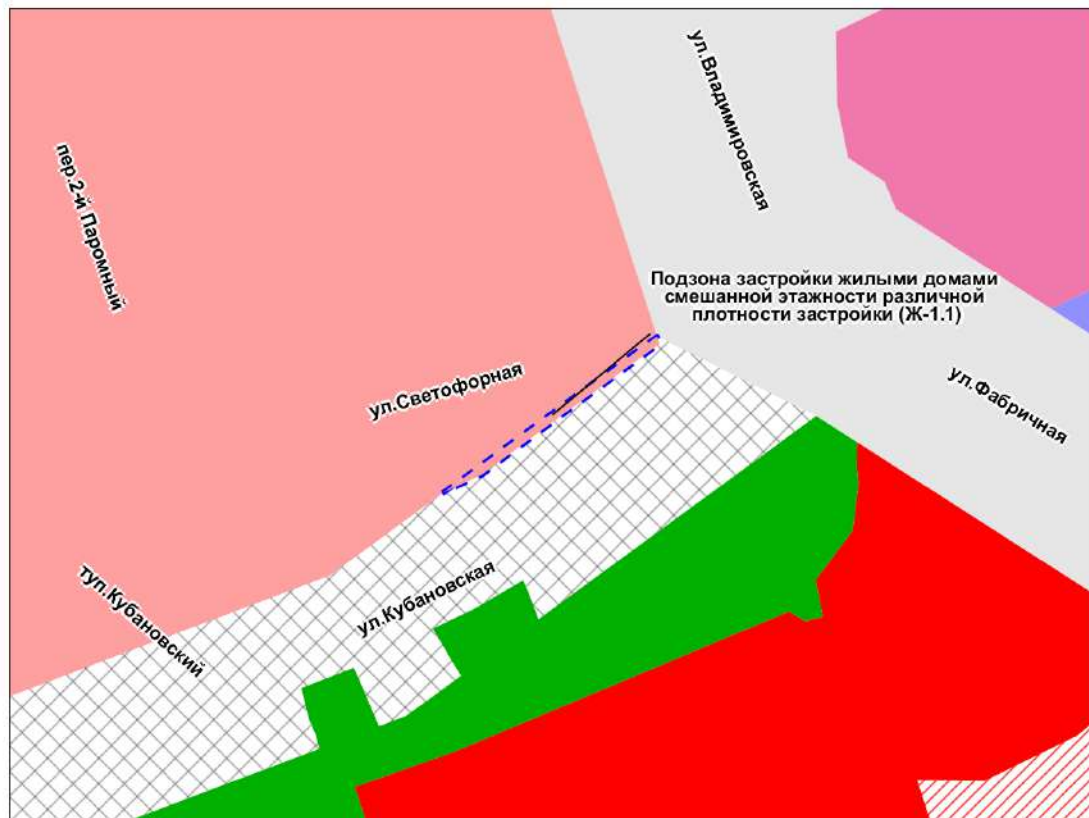 ул.Владимировская
пер.2-й Паромный
Подзона застройки жилыми домами
смешанной этажности различной
плотности застройки (Ж-1.1)
ул.Светофорная
ул.Фабричная
туп.Кубановский
ул.Кубановская